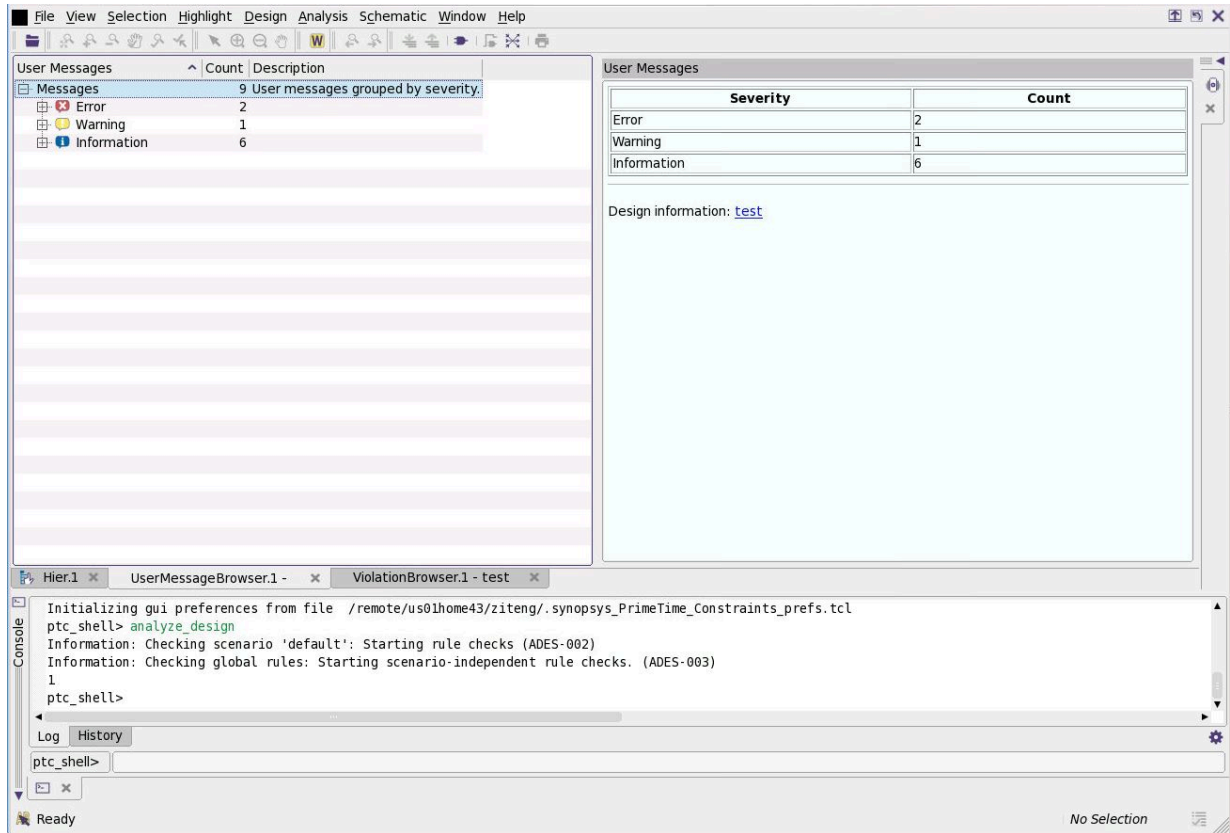 File View Selection Highlight Design Analysis Schematic Window Help
W
User Messages Count Description
Messages 9 User messages grouped by severity.
Error 2
Warning 1
Information 6
User Messages
Severity Count
Error 2
Warning 1
Information 6
Design information: test
Hier.1 UserMessageBrowser.1 - ViolationBrowser.1 - test
Console
Initializing gui preferences from file /remote/us01home43/ziteng/.synopsys_PrimeTime_Constraints_prefs.tcl
ptc_shell> analyze_design
Information: Checking scenario 'default': Starting rule checks (ADES-002)
Information: Checking global rules: Starting scenario-independent rule checks. (ADES-003)
1
ptc_shell>
Log History
ptc_shell>
Ready No Selection